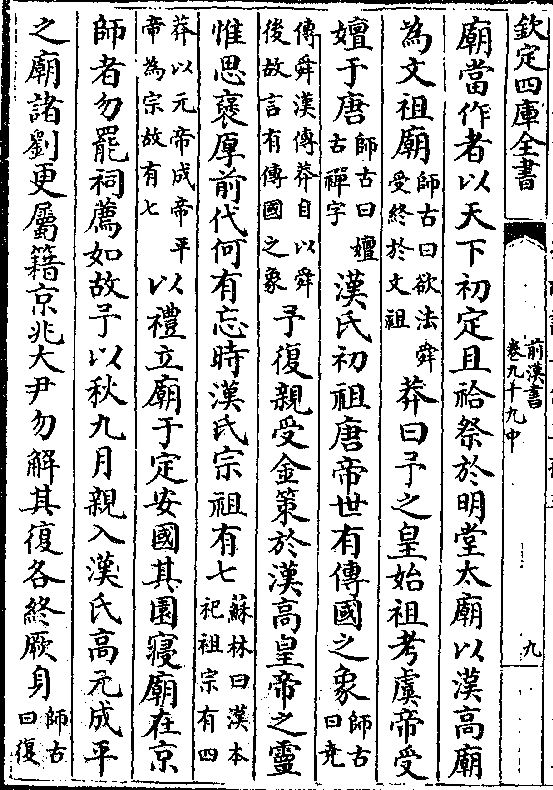 欽定四庫全書
前漢書
卷九十九中
九
廟當作者以天下初定且祫祭於明堂太廟以漢高廟
為文祖廟師古曰欲法舜受終於文祖莽曰予之皇始祖考虞帝受
嬗于唐師古曰嬗古禪字漢氏初祖唐帝世有傳國之象師古曰堯
傳舜漢傳莽自以舜後故言有傳國之象予復親受金策於漢高皇帝之靈
惟思襃厚前代何有忘時漢氏宗祖有七蘇林曰漢本祀祖宗有四
莽以元帝成帝平帝為宗故有七以禮立廟于定安國其園寢廟在京
師者勿罷祠薦如故予以秋九月親入漢氏高元成平
之廟諸劉更屬籍京兆大尹勿解其復各終厥身師古曰復